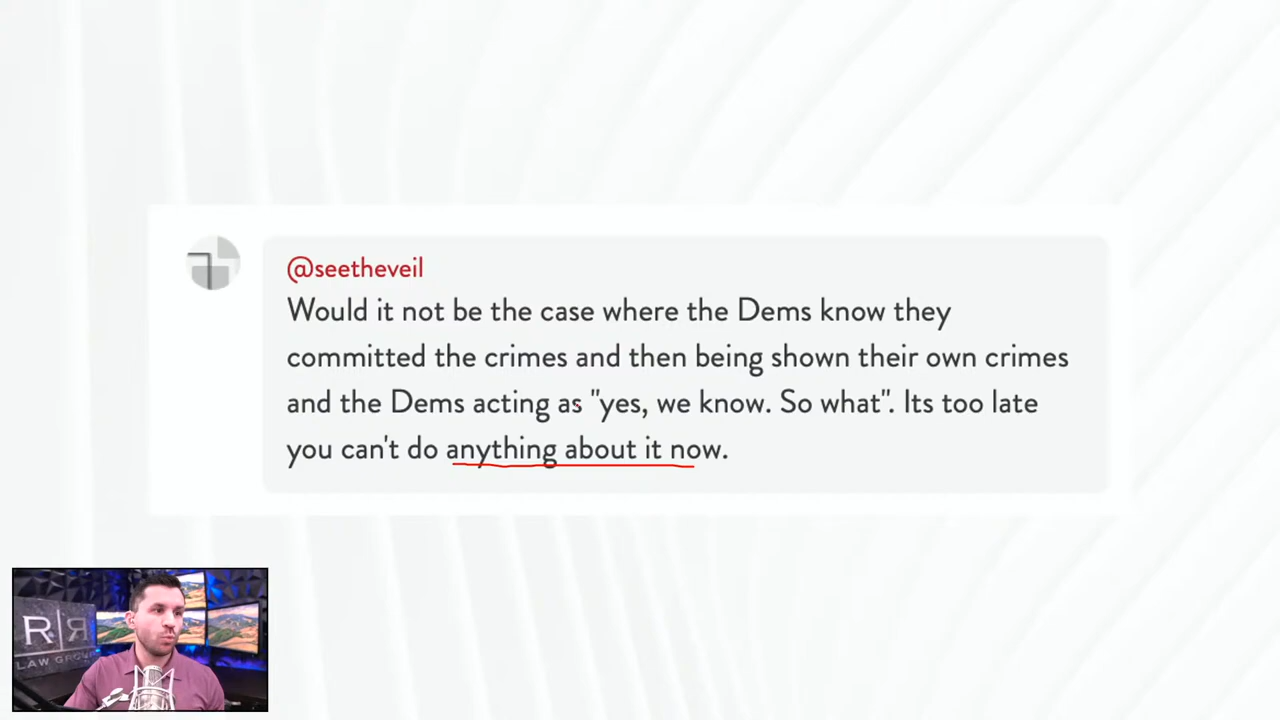 @seetheveil
Would it not be the case where the Dems know they
committed the crimes and then being shown their own crimes
and the Dems acting as "yes, we know. So what". Its too late
you can't do anything about it now.
R|R
LAW GROUP